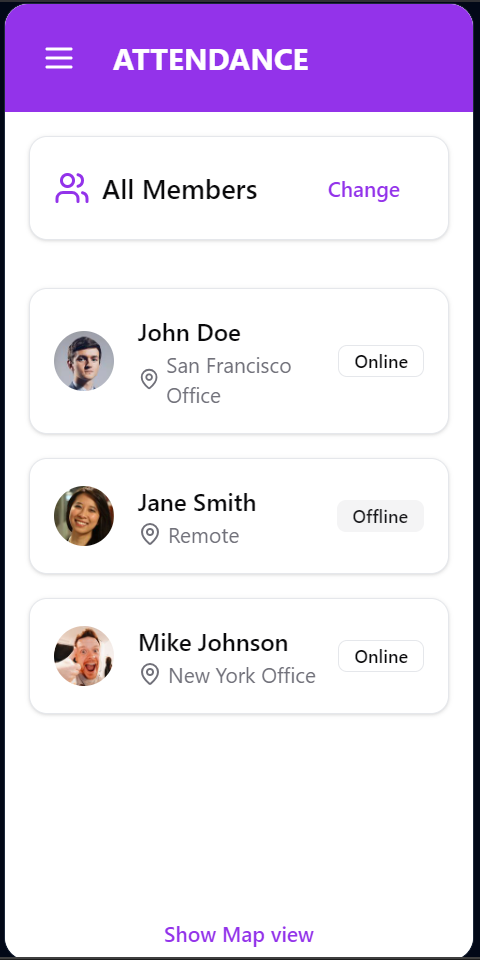 ATTENDANCE
All Members Change
John Doe
San Francisco
Office
Online
Jane Smith
Remote
Offline
Mike Johnson
New York Office
Online
Show Map view